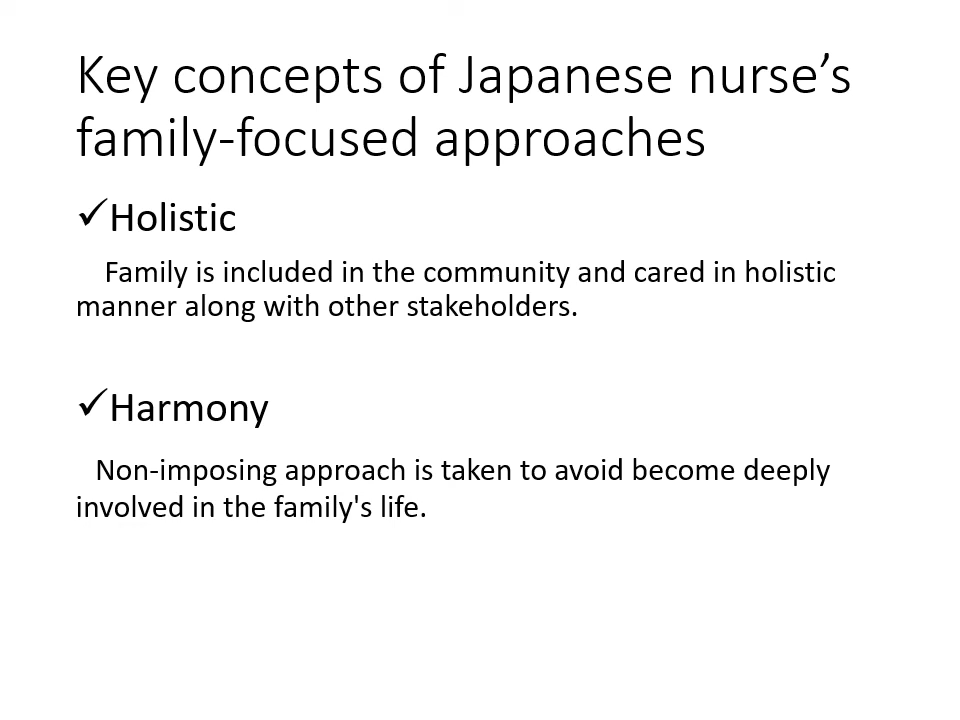 Key concepts of Japanese nurse’s
family-focused approaches
✓Holistic
Family is included in the community and cared in holistic
manner along with other stakeholders.
✓Harmony
Non-imposing approach is taken to avoid become deeply
involved in the family's life.